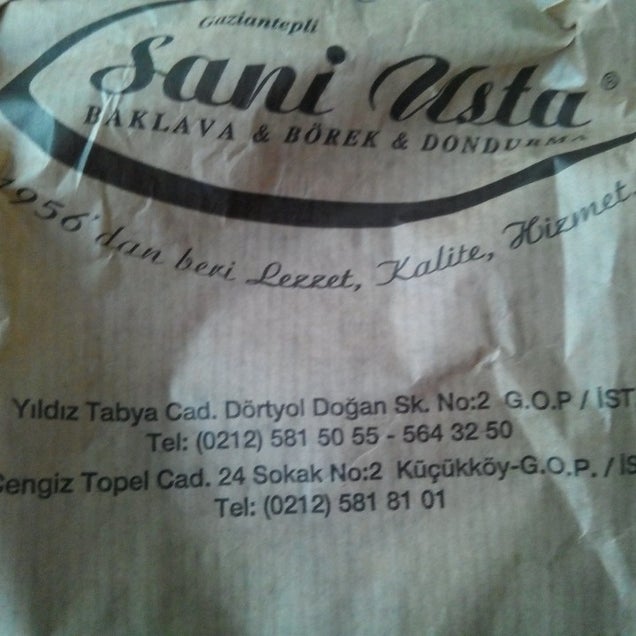 Gaziantepli
Sani Usta ®
BAKLAVA & BÖREK & DONDURMA
1956'dan beri Lezzet, Kalite, Hizmet
Yıldız Tabya Cad. Dörtyol Doğan Sk. No:2 G.O.P / İST
Tel: (0212) 581 50 55 - 564 32 50
Cengiz Topel Cad. 24 Sokak No:2 Küçükköy-G.O.P. / İS
Tel: (0212) 581 81 01